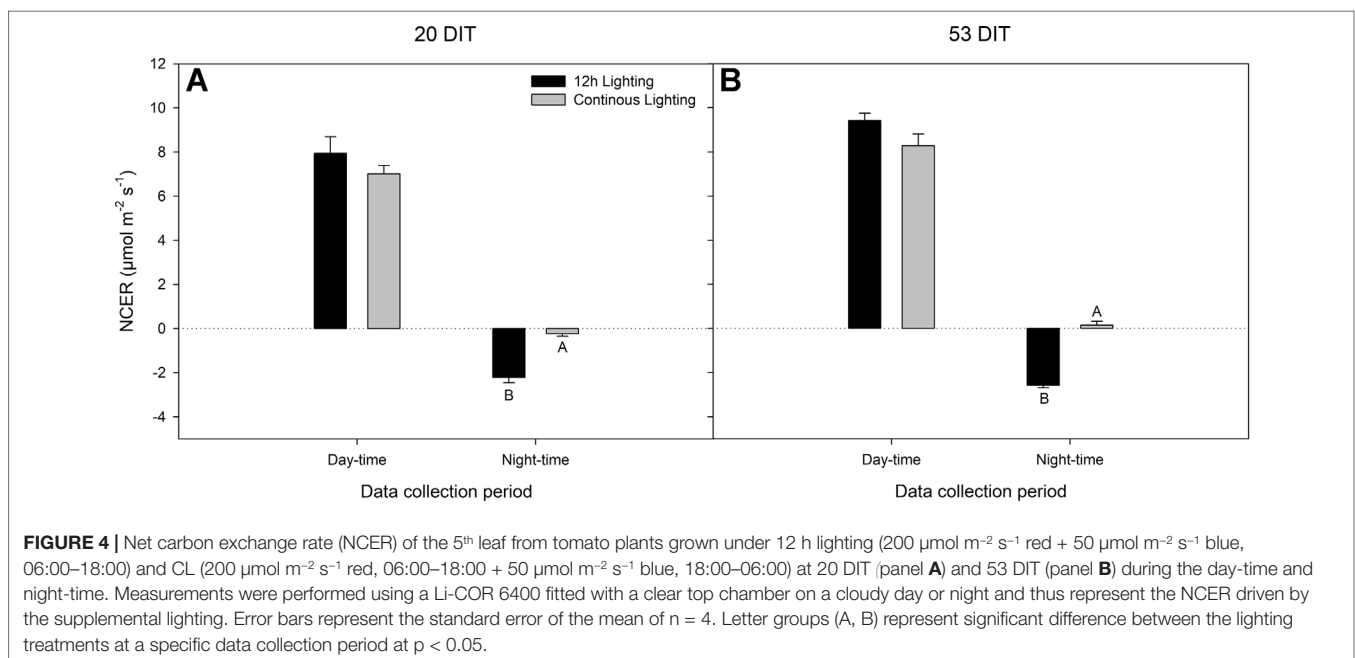 20 DIT
53 DIT
A
B
12h Lighting
Continous Lighting
12
10
8
6
4
2
0
-2
-4
NCER (µmol m⁻² s⁻¹)
B
A
B
A
Day-time
Night-time
Day-time
Night-time
Data collection period
Data collection period
FIGURE 4 | Net carbon exchange rate (NCER) of the 5th leaf from tomato plants grown under 12 h lighting (200 µmol m⁻² s⁻¹ red + 50 µmol m⁻² s⁻¹ blue,
06:00–18:00) and CL (200 µmol m⁻² s⁻¹ red, 06:00–18:00 + 50 µmol m⁻² s⁻¹ blue, 18:00–06:00) at 20 DIT (panel A) and 53 DIT (panel B) during the day-time and
night-time. Measurements were performed using a Li-COR 6400 fitted with a clear top chamber on a cloudy day or night and thus represent the NCER driven by
the supplemental lighting. Error bars represent the standard error of the mean of n = 4. Letter groups (A, B) represent significant difference between the lighting
treatments at a specific data collection period at p < 0.05.